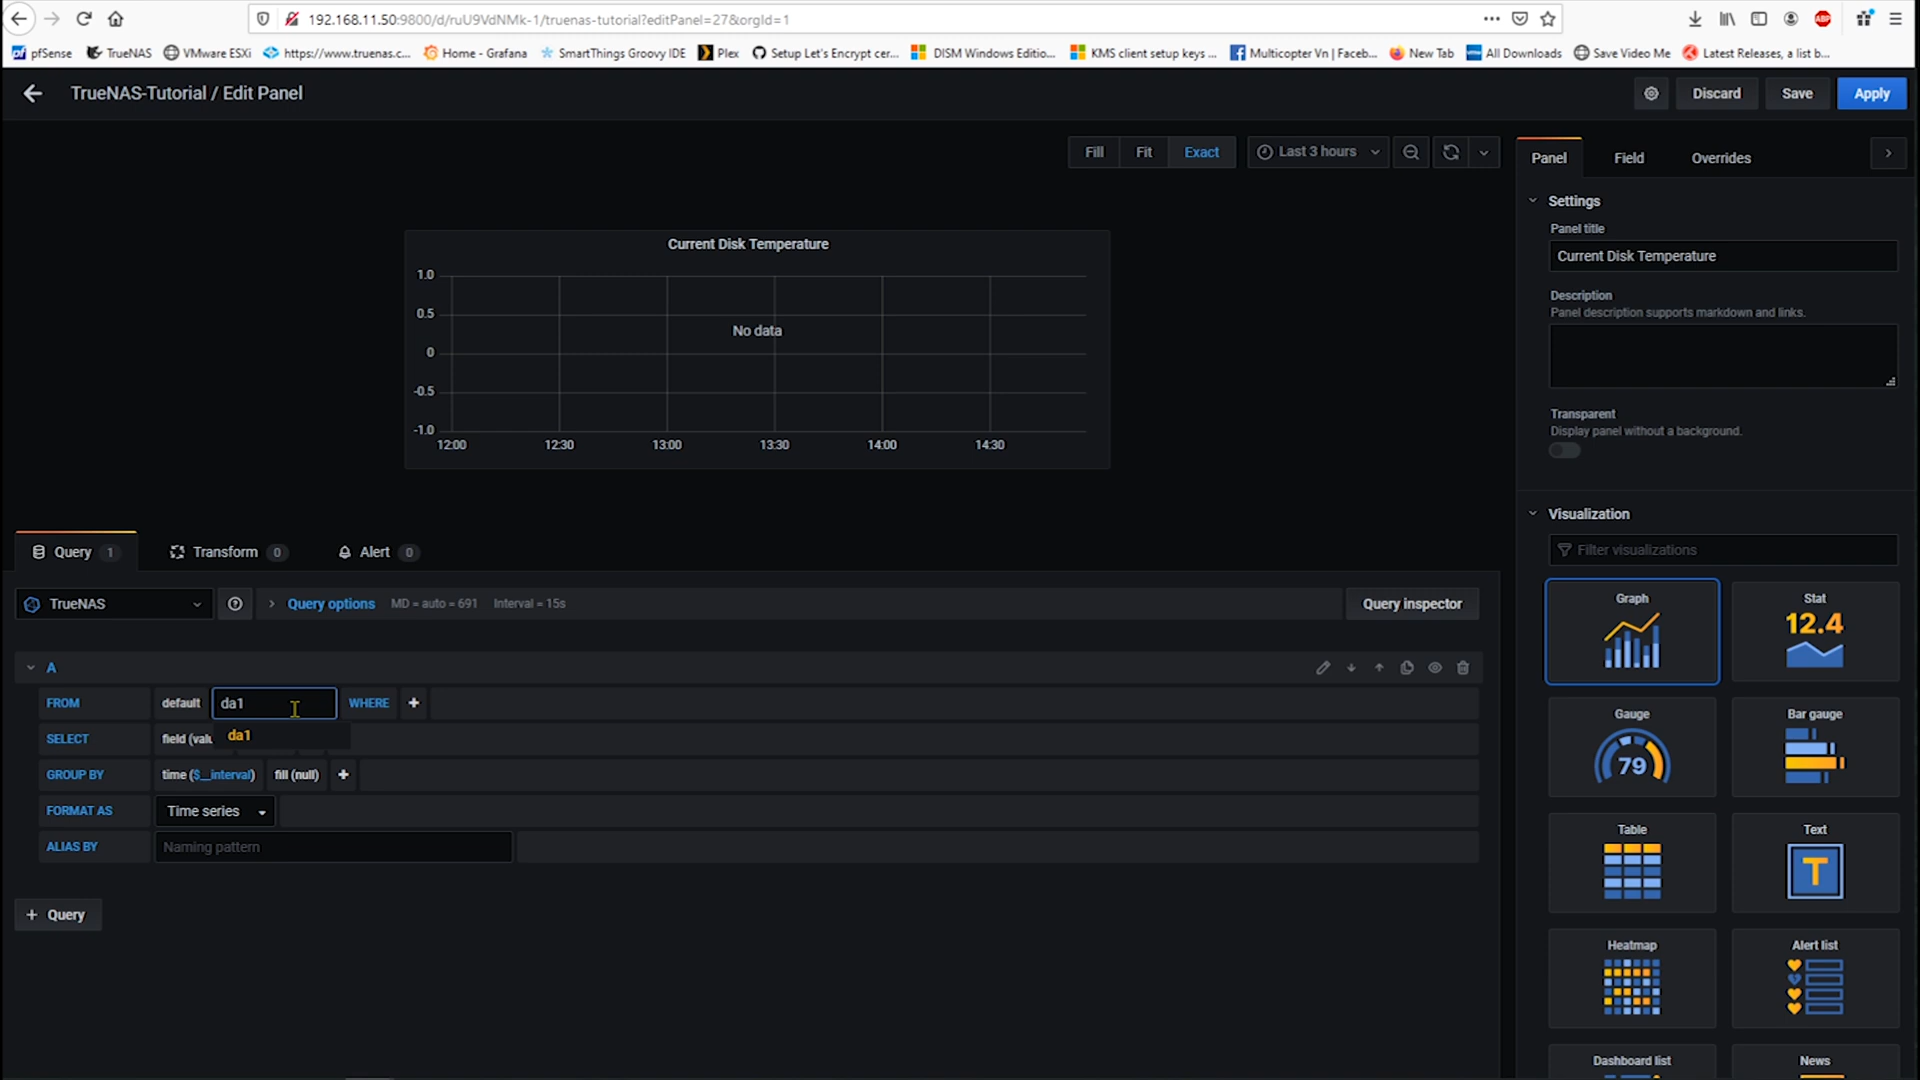 192.168.11.50:9800/d/ruU9VdNMk-1/truenas-tutorial?editPanel=27&orgId=1
ABP
pf pfSense TrueNAS VMware ESXi https://www.truenas.c... Home - Grafana SmartThings Groovy IDE Plex Setup Let's Encrypt cer... DISM Windows Editio... KMS client setup keys ... Multicopter Vn | Faceb... New Tab All Downloads Save Video Me Latest Releases, a list b...
TrueNAS-Tutorial / Edit Panel
Discard Save Apply
Fill Fit Exact Last 3 hours
Panel Field Overrides
Settings
Panel title
Current Disk Temperature
Description
Panel description supports markdown and links.
Transparent
Display panel without a background.
Current Disk Temperature
1.0
0.5
No data
0
-0.5
-1.0
12:00 12:30 13:00 13:30 14:00 14:30
Query 1 Transform 0 Alert 0
TrueNAS Query options MD = auto = 691 Interval = 15s Query inspector
A
FROM default da1 WHERE +
da1
SELECT field (valu
GROUP BY time ($__interval) fill (null) +
FORMAT AS Time series
ALIAS BY Naming pattern
+ Query
Visualization
Filter visualizations
Graph Stat
12.4
Gauge Bar gauge
79
Table Text
T
Heatmap Alert list
Dashboard list News